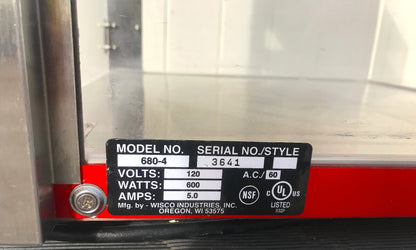 MODEL NO. SERIAL NO./STYLE
680-4 3641
VOLTS: 120 A.C./ 60
WATTS: 600
AMPS: 5.0
NSF
C UL US
LISTED
Mfg. by - WISCO INDUSTRIES, INC.
OREGON, WI 53575